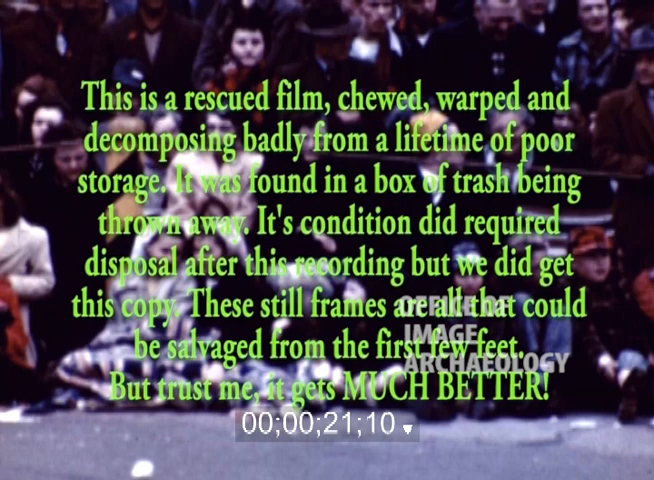 This is a rescued film, chewed, warped and
decomposing badly from a lifetime of poor
storage. It was found in a box of trash being
thrown away. It's condition did required
disposal after this recording but we did get
this copy. These still frames are all that could
be salvaged from the first few feet.
But trust me, it gets MUCH BETTER!
OFFICE OF
IMAGE
ARCHAEOLOGY
00;00;21;10